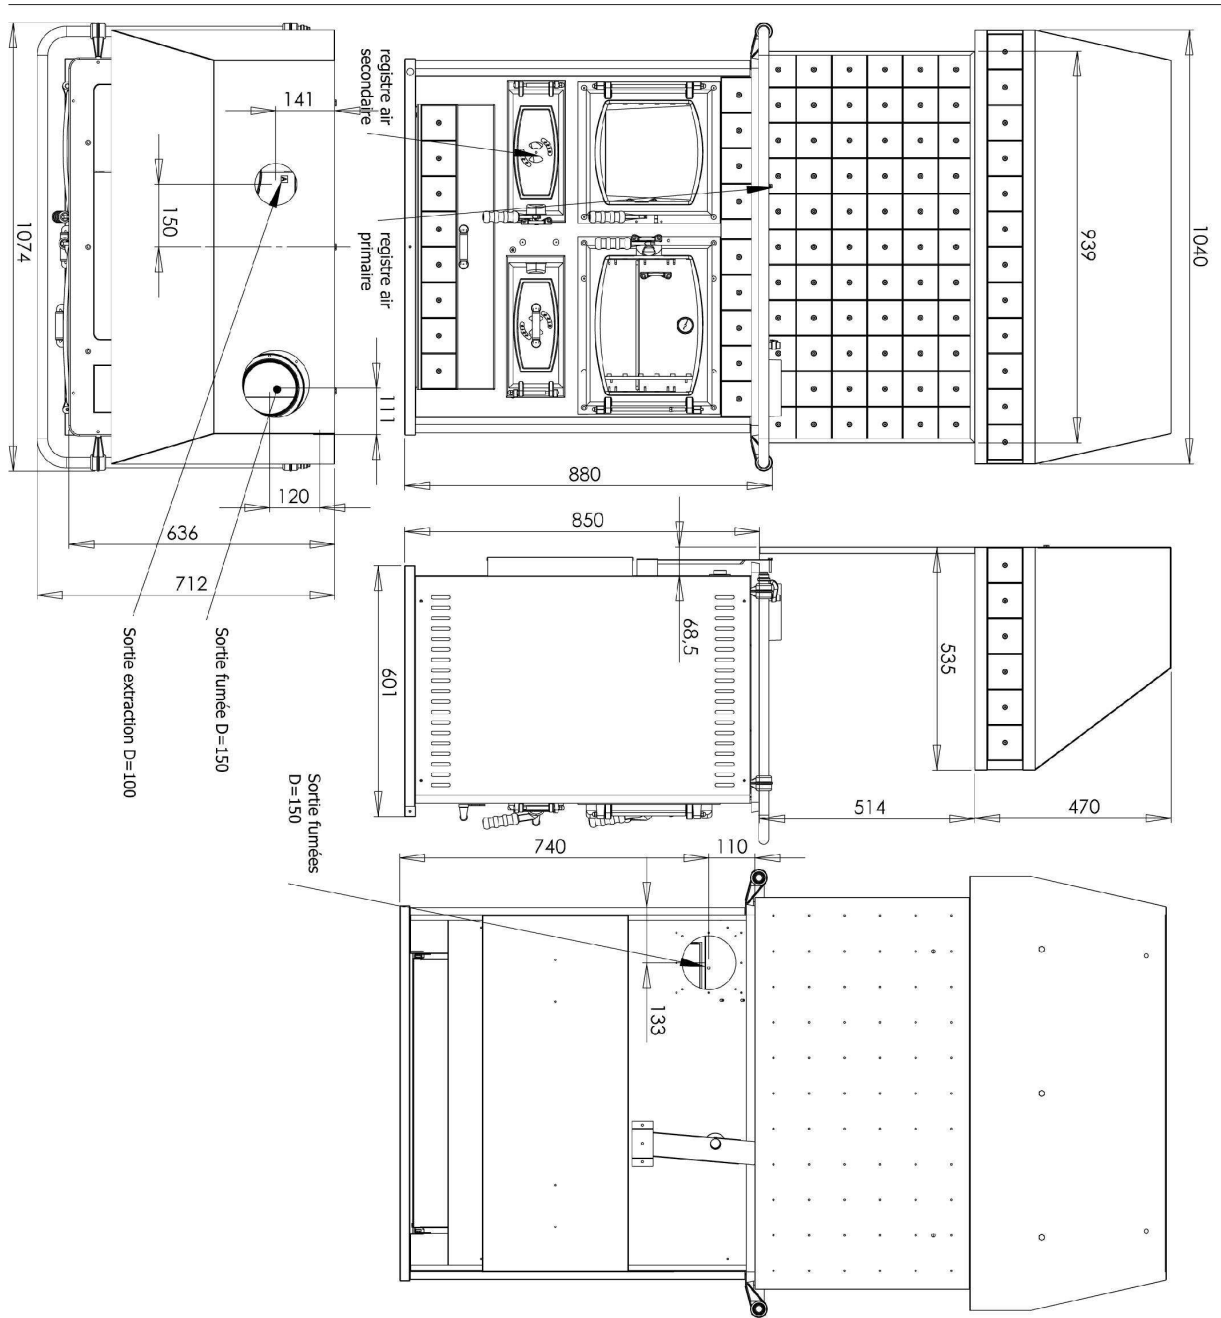 1074
150
141
registre air
secondaire
registre air
primaire
111
120
636
712
Sortie extraction D=100
Sortie fumée D=150
939
1040
880
850
68,5
601
535
514
470
Sortie fumées
D=150
740
110
133